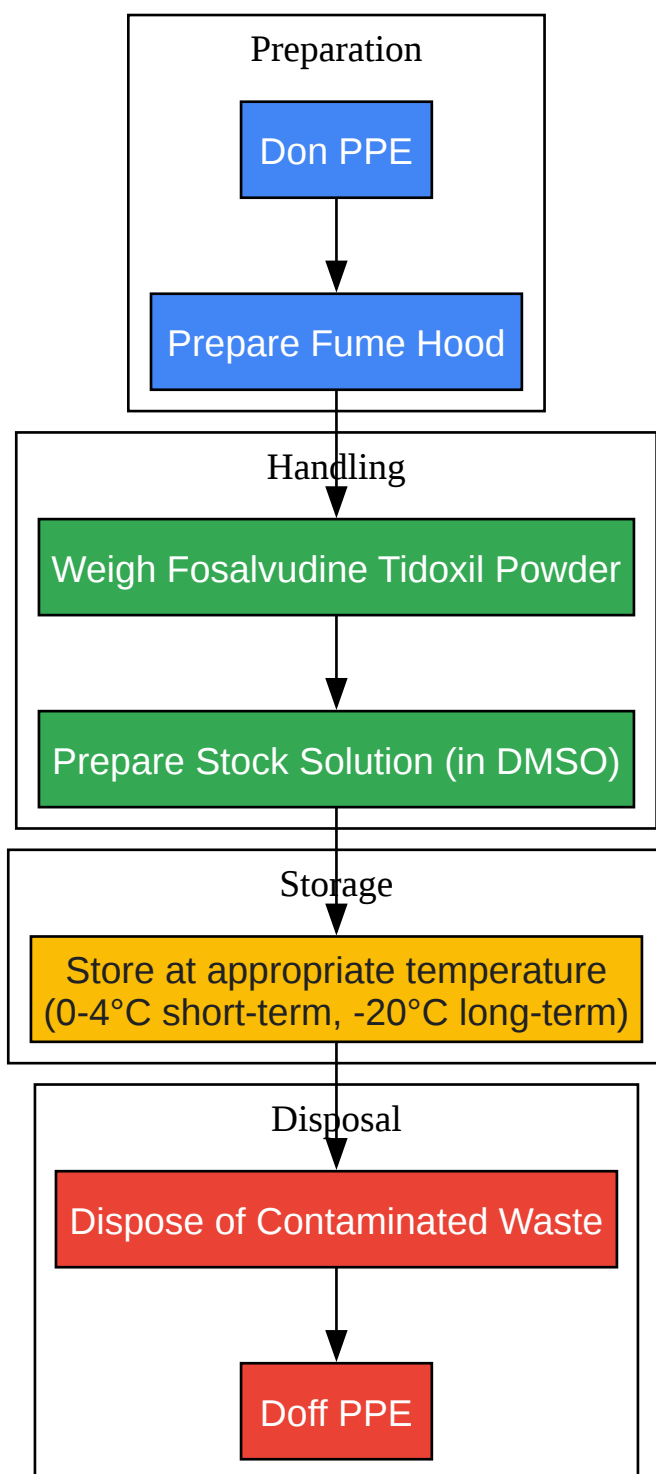 Preparation
Don PPE
Prepare Fume Hood
Handling
Weigh Fosalvudine Tidoxil Powder
Prepare Stock Solution (in DMSO)
Storage
Store at appropriate temperature
(0-4°C short-term, -20°C long-term)
Disposal
Dispose of Contaminated Waste
Doff PPE